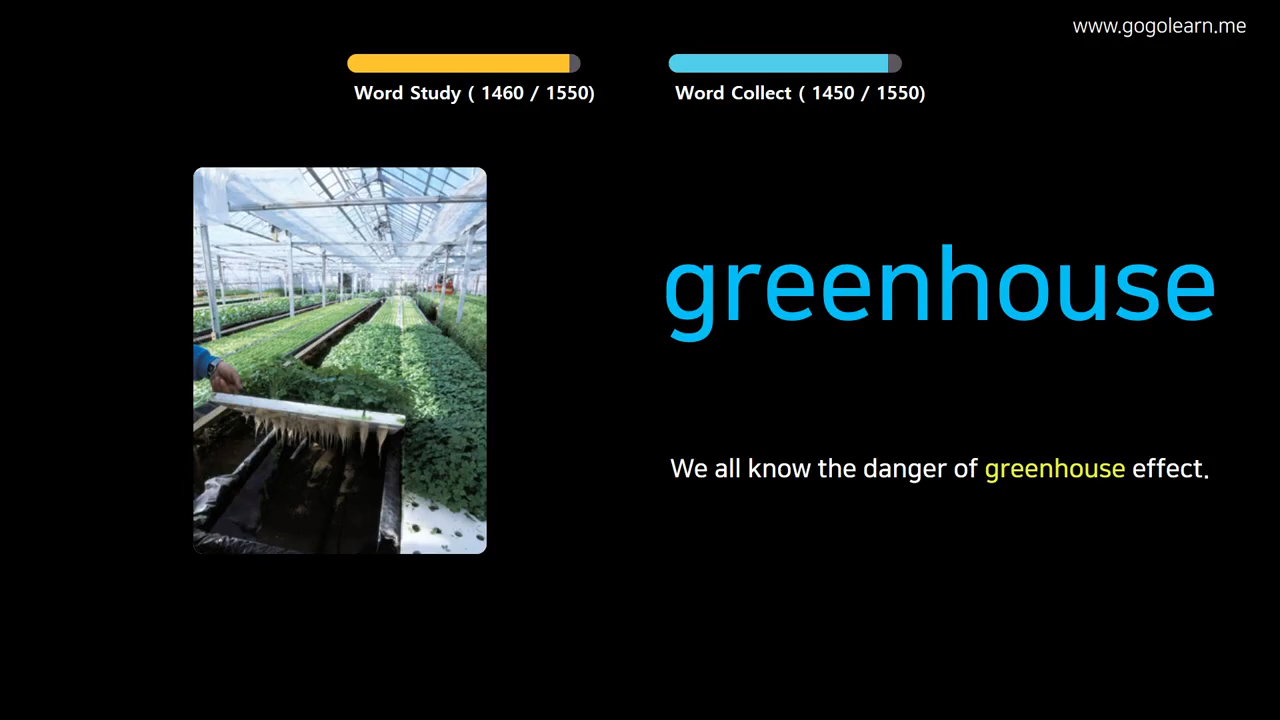 www.gogolearn.me
Word Study ( 1460 / 1550)
Word Collect ( 1450 / 1550)
greenhouse
We all know the danger of greenhouse effect.